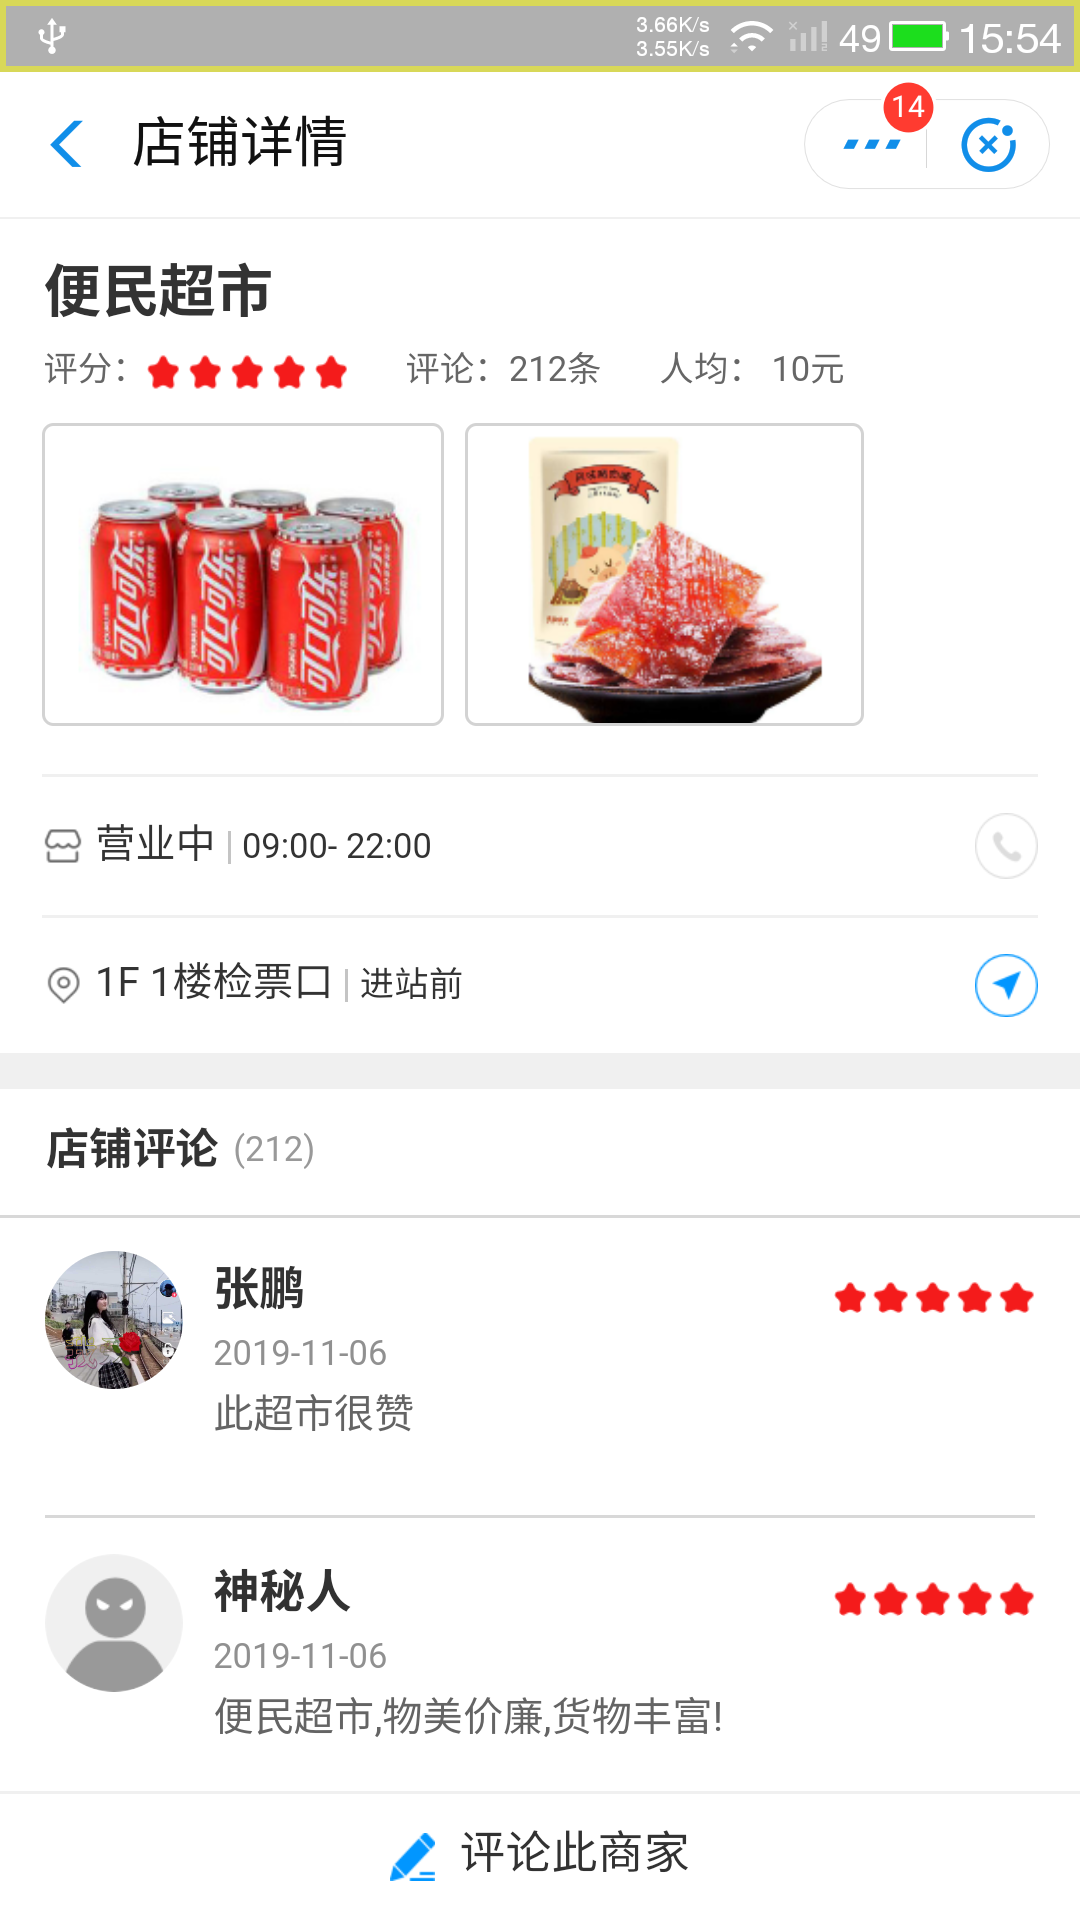 3.66K/s
3.55K/s
49
15:54
店铺详情
14
便民超市
评分：
评论：212条
人均： 10元
可口可乐 可口可乐 可口可乐
营业中 | 09:00- 22:00
1F 1楼检票口 | 进站前
店铺评论 (212)
张鹏
2019-11-06
此超市很赞
神秘人
2019-11-06
便民超市,物美价廉,货物丰富!
评论此商家